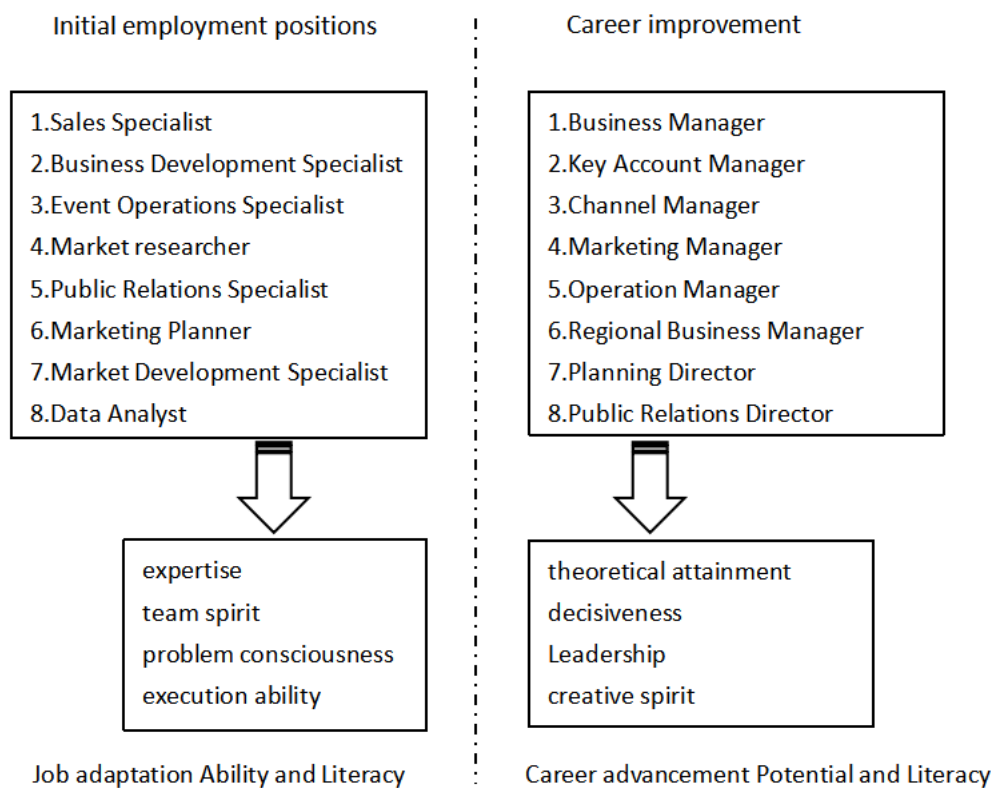 Initial employment positions
1.Sales Specialist
2.Business Development Specialist
3.Event Operations Specialist
4.Market researcher
5.Public Relations Specialist
6.Marketing Planner
7.Market Development Specialist
8.Data Analyst
expertise
team spirit
problem consciousness
execution ability
Job adaptation Ability and Literacy
Career improvement
1.Business Manager
2.Key Account Manager
3.Channel Manager
4.Marketing Manager
5.Operation Manager
6.Regional Business Manager
7.Planning Director
8.Public Relations Director
theoretical attainment
decisiveness
Leadership
creative spirit
Career advancement Potential and Literacy